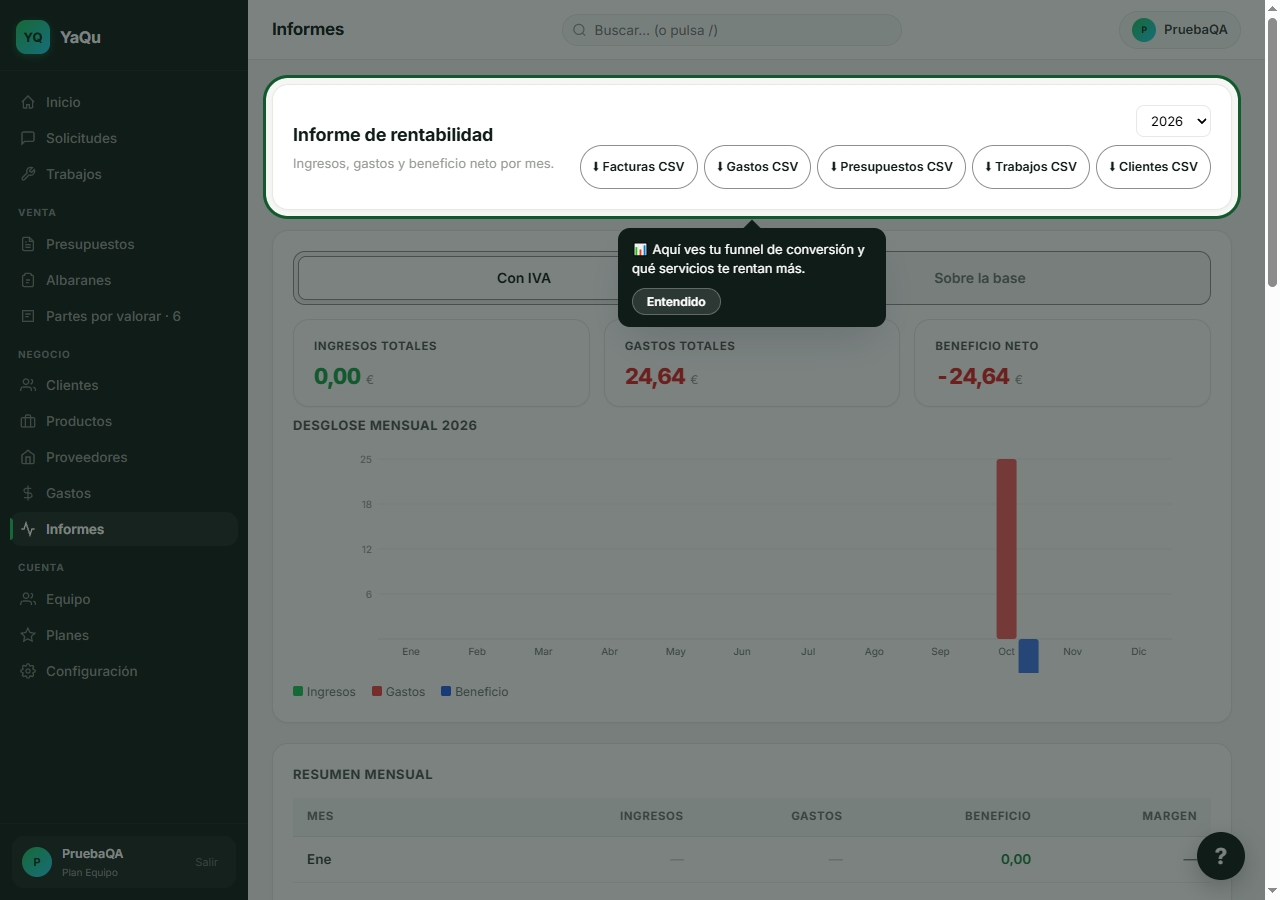 YQ YaQu
Informes
Buscar... (o pulsa /)
P PruebaQA
Inicio
Solicitudes
Trabajos
VENTA
Presupuestos
Albaranes
Partes por valorar · 6
NEGOCIO
Clientes
Productos
Proveedores
Gastos
Informes
CUENTA
Equipo
Planes
Configuración
P PruebaQA
Plan Equipo
Salir
Informe de rentabilidad
Ingresos, gastos y beneficio neto por mes.
2026
⬇ Facturas CSV
⬇ Gastos CSV
⬇ Presupuestos CSV
⬇ Trabajos CSV
⬇ Clientes CSV
📊 Aquí ves tu funnel de conversión y
qué servicios te rentan más.
Entendido
Con IVA
Sobre la base
INGRESOS TOTALES
0,00 €
GASTOS TOTALES
24,64 €
BENEFICIO NETO
-24,64 €
DESGLOSE MENSUAL 2026
25
18
12
6
Ene Feb Mar Abr May Jun Jul Ago Sep Oct Nov Dic
Ingresos Gastos Beneficio
RESUMEN MENSUAL
MES INGRESOS GASTOS BENEFICIO MARGEN
Ene — — 0,00 —
?